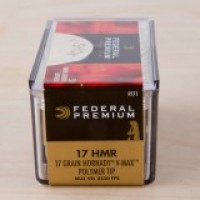 FEDERAL
PREMIUM
FEDERAL
PREMIUM
17 HMR
17 GRAIN HORNADY V-MAX
POLYMER TIP